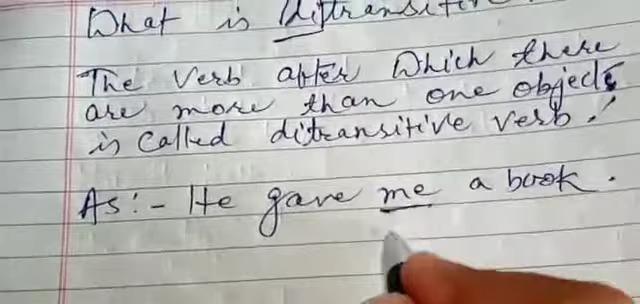 What is Ditransitive
The verb after which there
are more than one objects
is called ditransitive verb!
As:- He gave me a book.